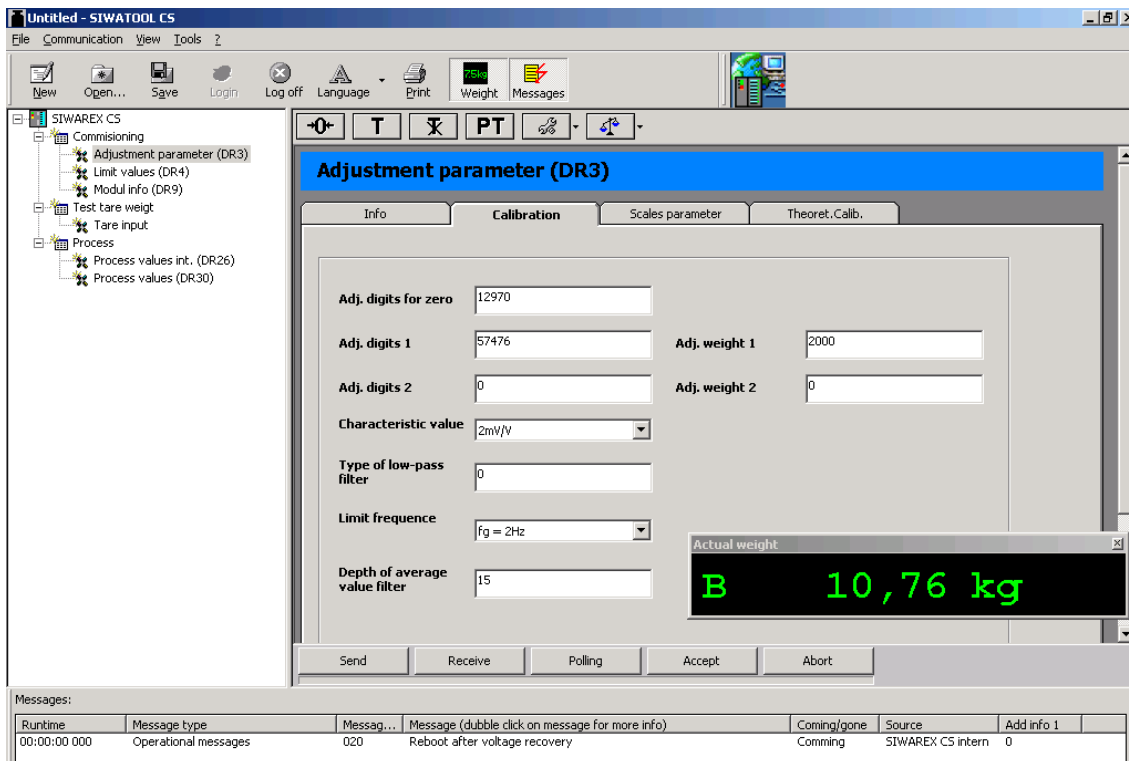 Untitled - SIWATOOL CS
File Communication View Tools ?
New Open... Save Login Log off Language Print 7.5kg Weight Messages
SIWAREX CS
Commisioning
Adjustment parameter (DR3)
Limit values (DR4)
Modul info (DR9)
Test tare weigt
Tare input
Process
Process values int. (DR26)
Process values (DR30)
→0← T T PT
Adjustment parameter (DR3)
Info Calibration Scales parameter Theoret.Calib.
Adj. digits for zero 12970
Adj. digits 1 57476 Adj. weight 1 2000
Adj. digits 2 0 Adj. weight 2 0
Characteristic value 2mV/V
Type of low-pass
filter 0
Limit frequence fg = 2Hz
Depth of average
value filter 15
Actual weight
B 10,76 kg
Send Receive Polling Accept Abort
Messages:
Runtime Message type Messag... Message (dubble click on message for more info) Coming/gone Source Add info 1
00:00:00 000 Operational messages 020 Reboot after voltage recovery Comming SIWAREX CS intern 0